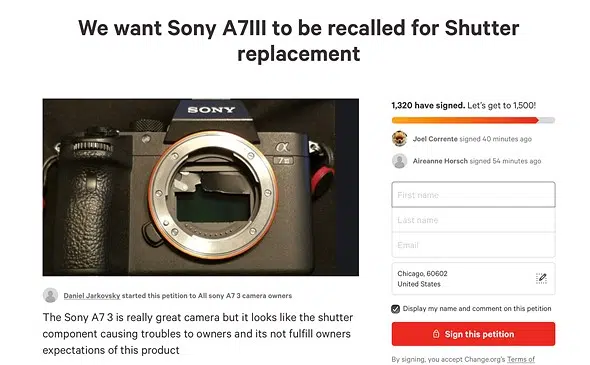 We want Sony A7III to be recalled for Shutter
replacement
SONY
1,320 have signed. Let's get to 1,500!
Joel Corrente signed 40 minutes ago
Aireanne Horsch signed 54 minutes ago
First name
Last name
Email
Chicago, 60602
United States
Display my name and comment on this petition
Sign this petition
By signing, you accept Change.org's Terms of
Daniel Jarkovsky started this petition to All sony A7 3 camera owners
The Sony A7 3 is really great camera but it looks like the shutter
component causing troubles to owners and its not fulfill owners
expectations of this product